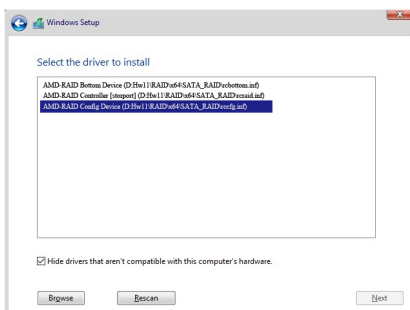 Windows Setup
Select the driver to install
AMD-RAID Bottom Device (D:Hw11\RAID\x64\SATA_RAID\rcbottom.inf)
AMD-RAID Controller [storport] (D:Hw11\RAID\x64\SATA_RAID\rcraid.inf)
AMD-RAID Config Device (D:Hw11\RAID\x64\SATA_RAID\rccfg.inf)
Hide drivers that aren't compatible with this computer's hardware.
Browse Rescan Next